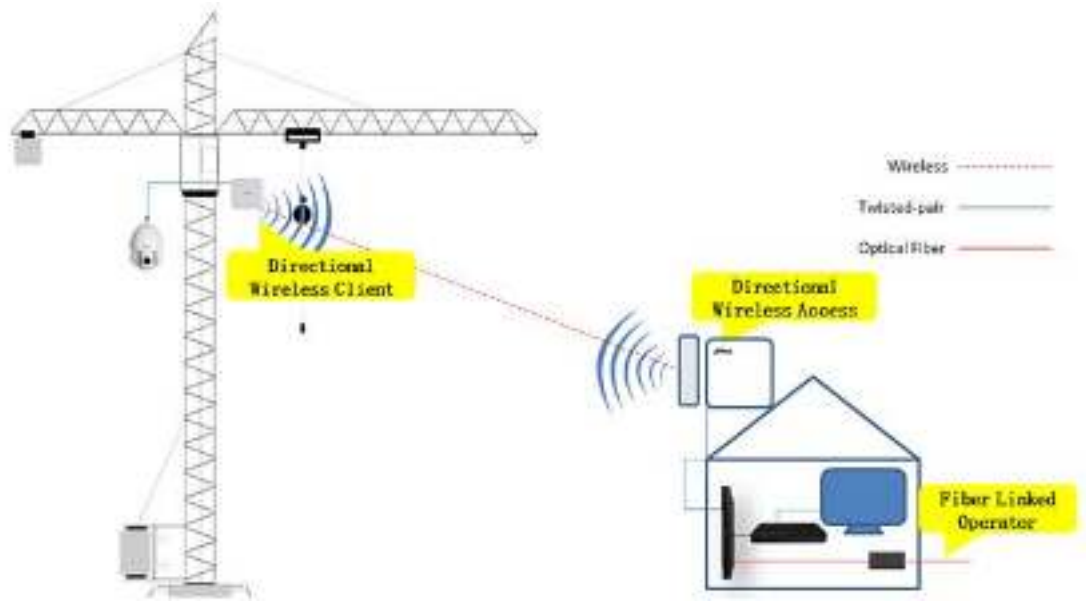 Wireless
Twisted-pair
Optical Fiber
Directional
Wireless Client
Directional
Wireless Access
Fiber Linked
Operator